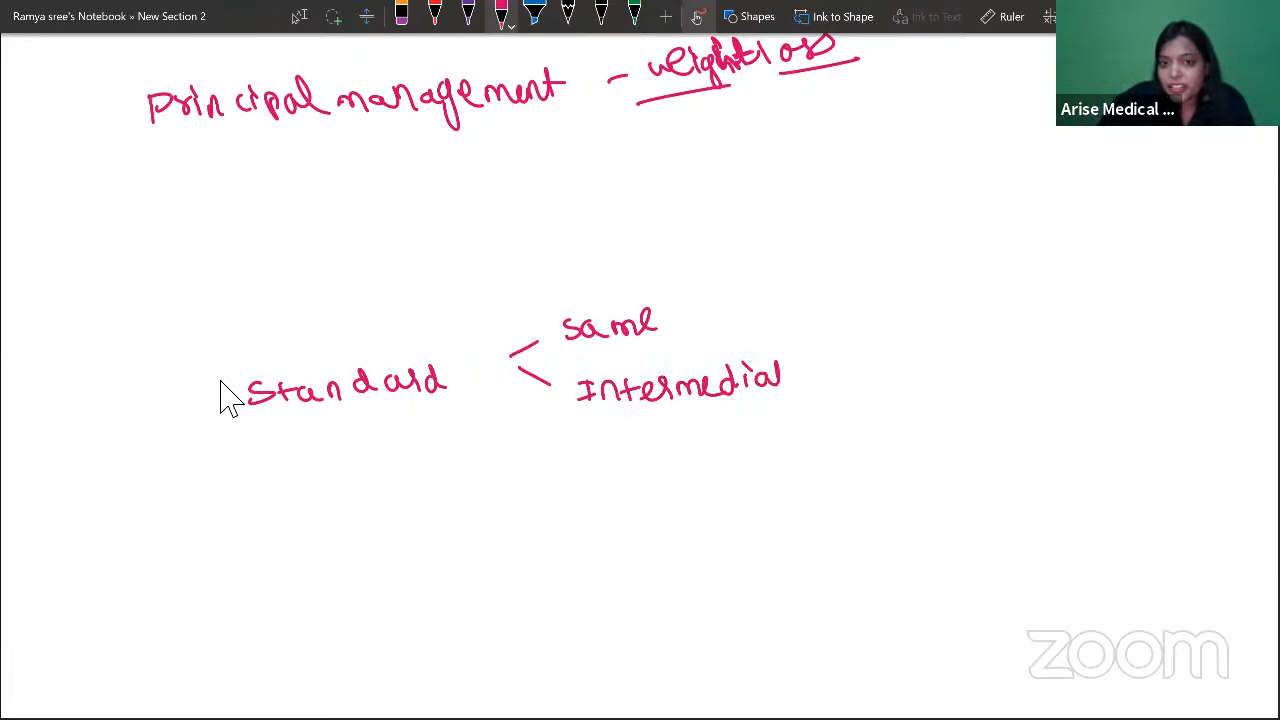 Ramya sree's Notebook » New Section 2
Shapes
Ink to Shape
Ink to Text
Ruler
Arise Medical ...
Principal management - weight loss
Standard
Same
Intermedial
zoom